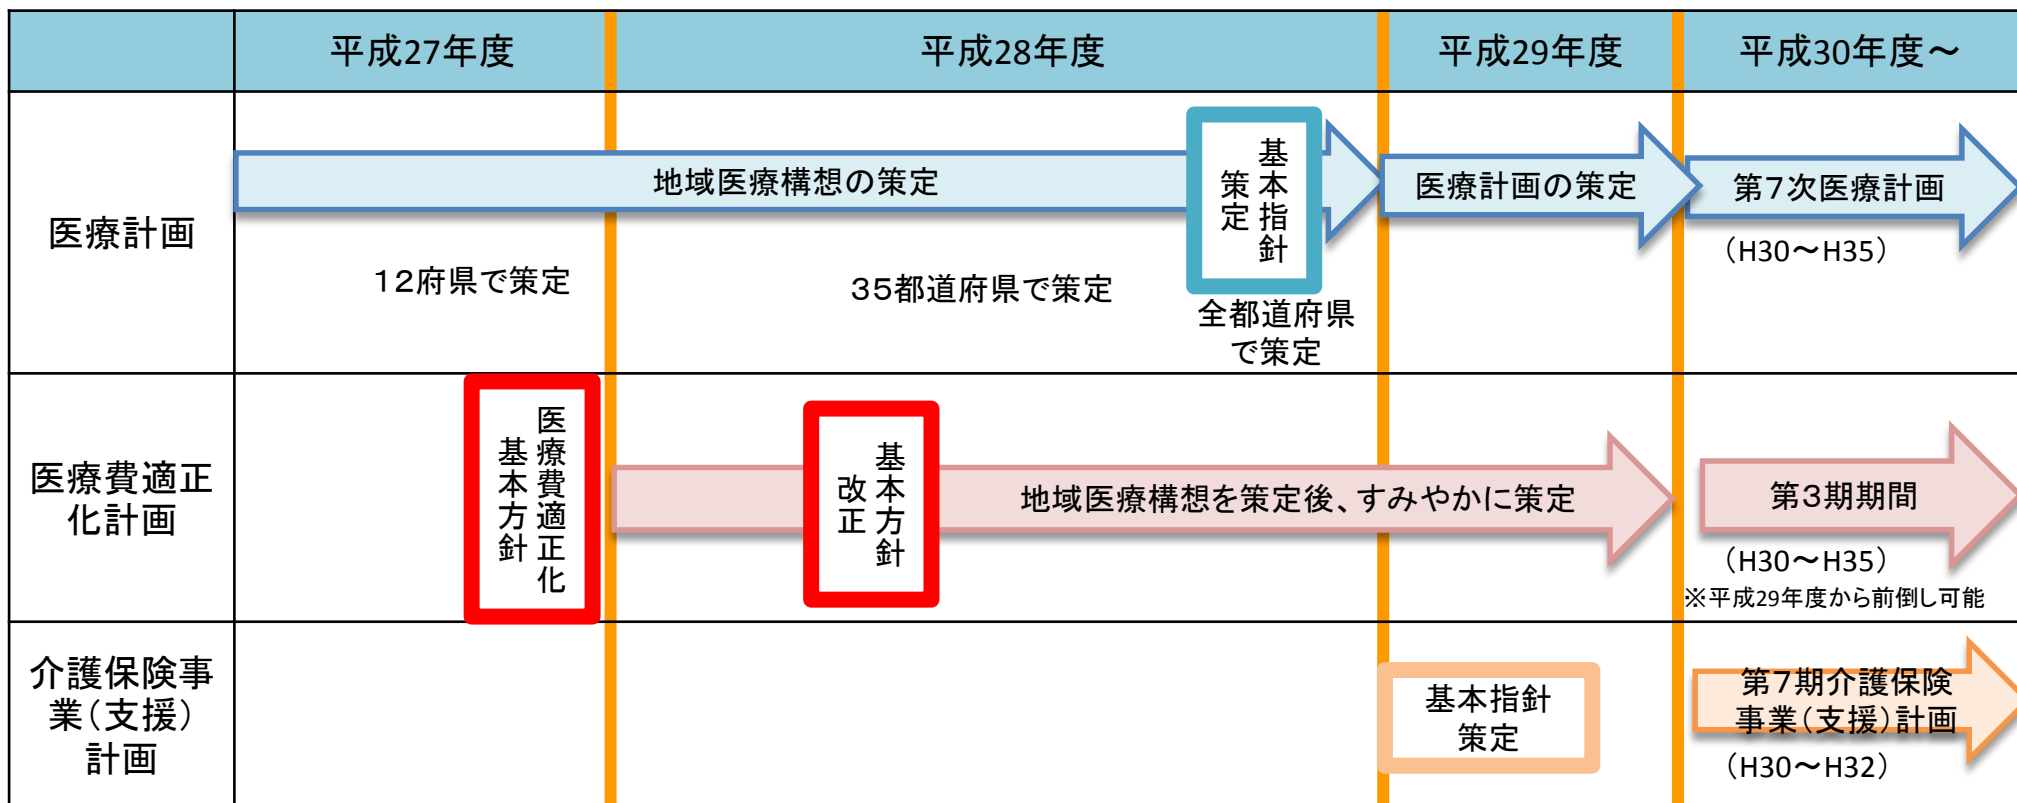 平成27年度
平成28年度
平成29年度
平成30年度～
医療計画
地域医療構想の策定
基本指針
策定
医療計画の策定
第７次医療計画
（H30～H35）
１２府県で策定
３５都道府県で策定
全都道府県
で策定
医療費適正
化計画
医療費適正化
基本方針
基本方針
改正
地域医療構想を策定後、すみやかに策定
第３期期間
（H30～H35）
※平成29年度から前倒し可能
介護保険事
業（支援）
計画
基本指針
策定
第７期介護保険
事業（支援）計画
（H30～H32）